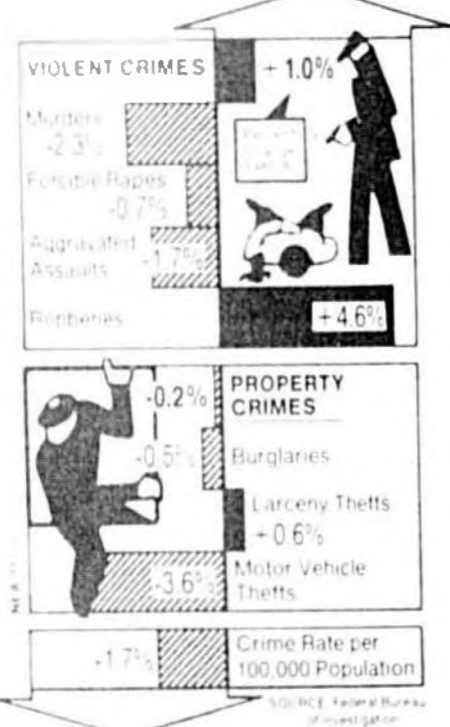 VIOLENT CRIMES
+1.0%
Murders
-2.3%
Forcible Rapes
-0.7%
Aggravated
Assaults
-1.7%
Robberies
+4.6%
-0.2%
PROPERTY
CRIMES
-0.5%
Burglaries
Larceny Thefts
+0.6%
-3.6%
Motor Vehicle
Thefts
-1.7%
Crime Rate per
100,000 Population
SOURCE: Federal Bureau
of Investigation